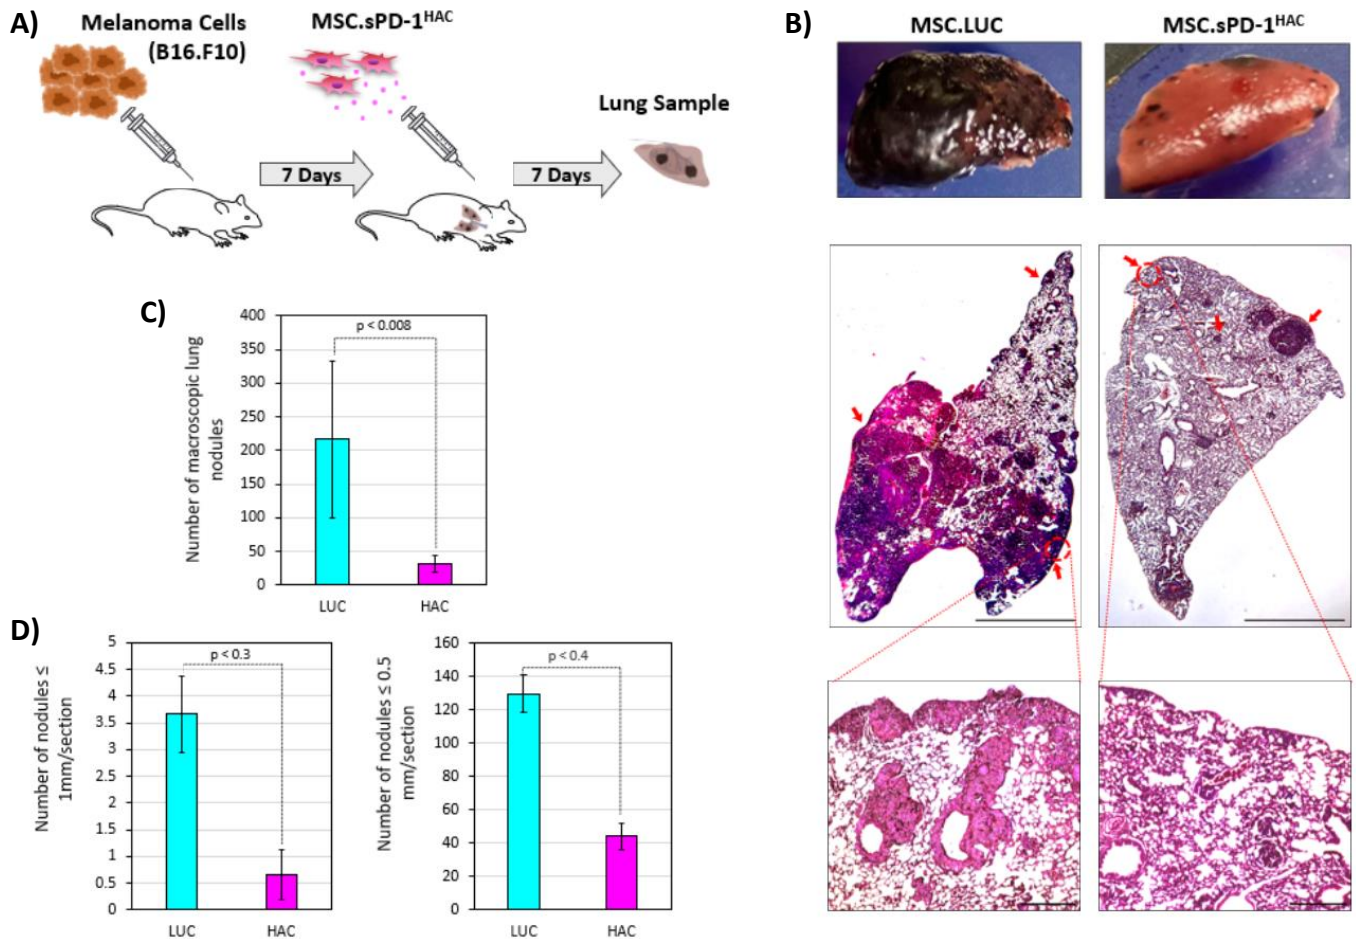 A)
Melanoma Cells
(B16.F10)
MSC.sPD-1HAC
Lung Sample
7 Days
7 Days
B)
MSC.LUC
MSC.sPD-1HAC
C)
Number of macroscopic lung
nodules
400
350
300
250
200
150
100
50
0
p < 0.008
LUC
HAC
D)
Number of nodules ≤
1mm/section
5
4.5
4
3.5
3
2.5
2
1.5
1
0.5
0
p < 0.3
LUC
HAC
Number of nodules ≤ 0.5
mm/section
160
140
120
100
80
60
40
20
0
p < 0.4
LUC
HAC